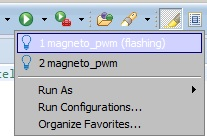 1 magneto_pwm (flashing)
2 magneto_pwm
Run As
Run Configurations...
Organize Favorites...